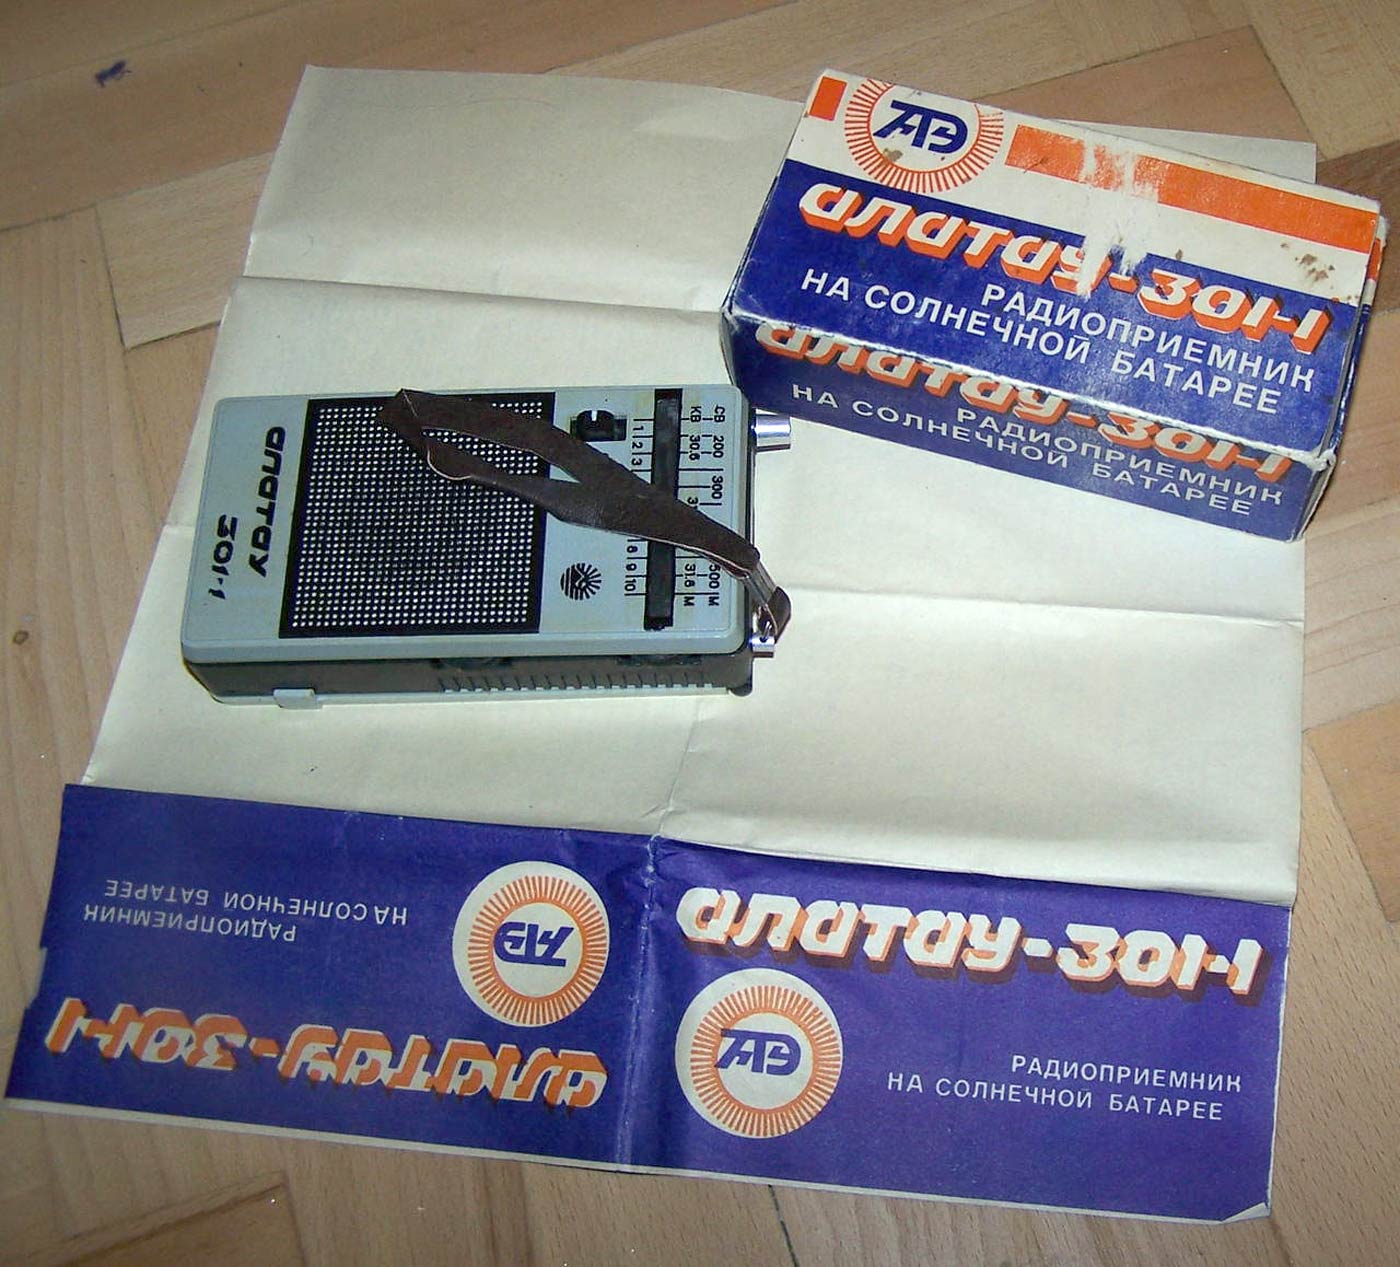 АЭ
алатау-301-1
РАДИОПРИЕМНИК
НА СОЛНЕЧНОЙ БАТАРЕЕ
алатау-301-1
РАДИОПРИЕМНИК
НА СОЛНЕЧНОЙ БАТАРЕЕ
алатау
301-1
СВ 200 300 500 М
КВ 30,6 31,6 М
1 2 3 8 9 10
алатау-301-1
АЭ
РАДИОПРИЕМНИК
НА СОЛНЕЧНОЙ БАТАРЕЕ
алатау-301-1
АЭ
РАДИОПРИЕМНИК
НА СОЛНЕЧНОЙ БАТАРЕЕ